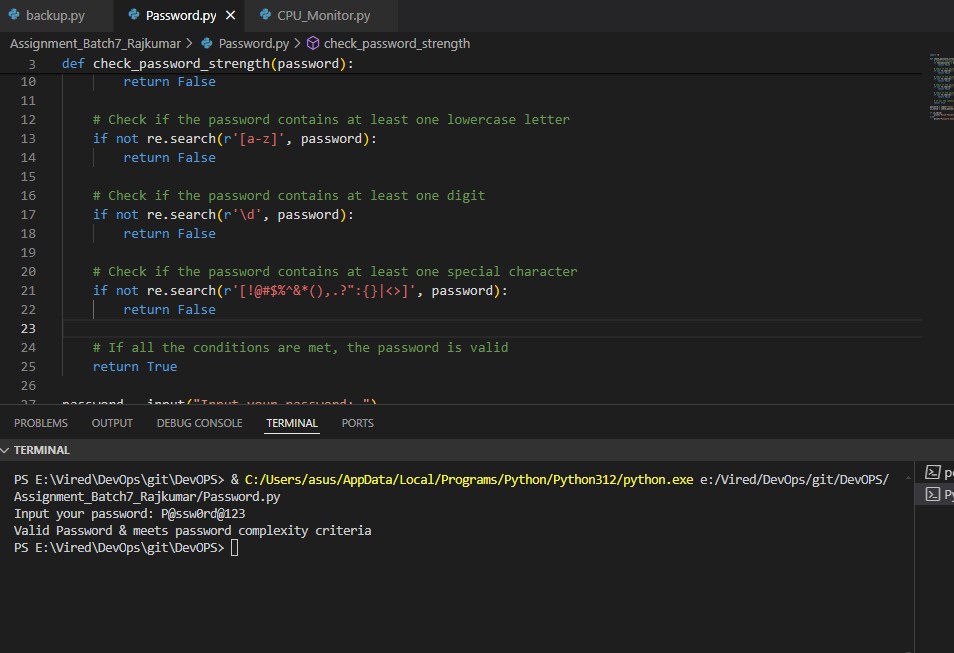 backup.py Password.py CPU_Monitor.py
Assignment_Batch7_Rajkumar > Password.py > check_password_strength
3 def check_password_strength(password):
10 return False
11
12 # Check if the password contains at least one lowercase letter
13 if not re.search(r'[a-z]', password):
14 return False
15
16 # Check if the password contains at least one digit
17 if not re.search(r'\d', password):
18 return False
19
20 # Check if the password contains at least one special character
21 if not re.search(r'[!@#$%^&*(),.?":{}|<>]', password):
22 return False
23
24 # If all the conditions are met, the password is valid
25 return True
26
27 password = input("Input your password: ")
PROBLEMS OUTPUT DEBUG CONSOLE TERMINAL PORTS
TERMINAL
PS E:\Vired\DevOps\git\DevOPS> & C:/Users/asus/AppData/Local/Programs/Python/Python312/python.exe e:/Vired/DevOps/git/DevOPS/
Assignment_Batch7_Rajkumar/Password.py
Input your password: P@ssw0rd@123
Valid Password & meets password complexity criteria
PS E:\Vired\DevOps\git\DevOPS>